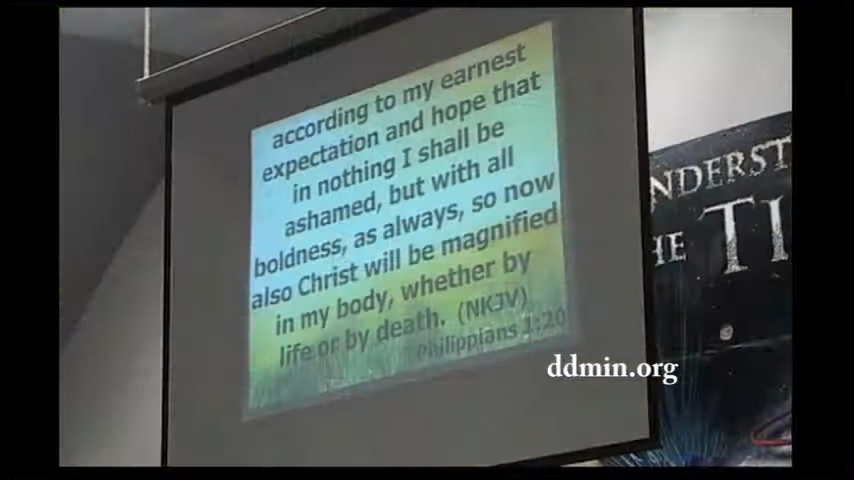 according to my earnest
expectation and hope that
in nothing I shall be
ashamed, but with all
boldness, as always, so now
also Christ will be magnified
in my body, whether by
life or by death. (NKJV)
Philippians 1:20
NDERST
HE TI
ddmin.org